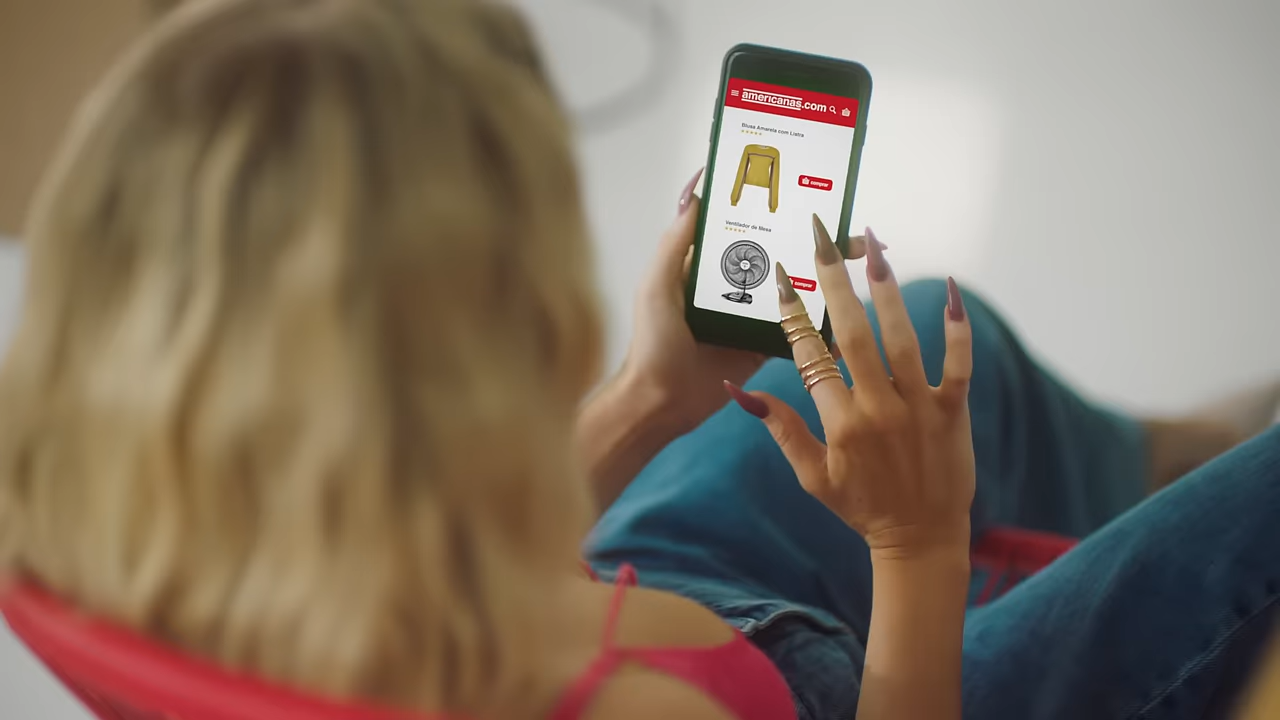 americanas.com
Blusa Amarela com Listra
comprar
Ventilador de Mesa
comprar